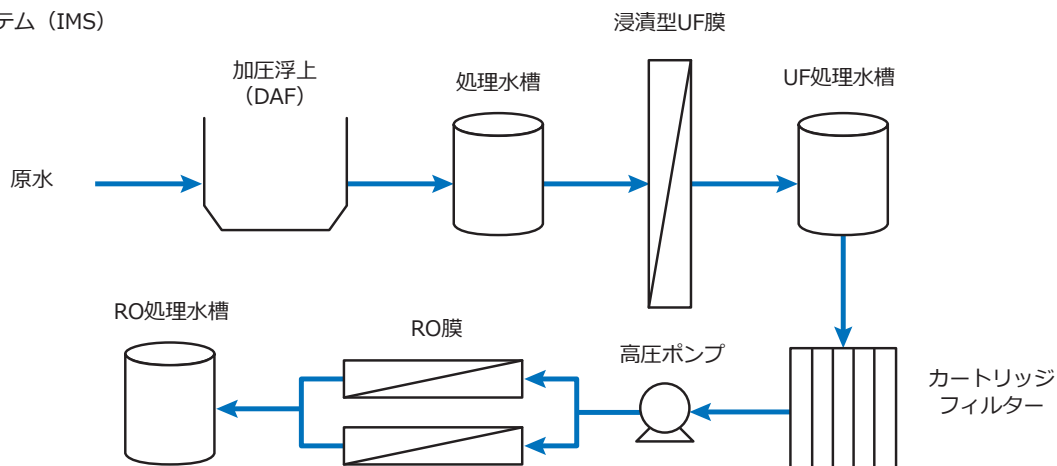 テム（IMS）
浸漬型UF膜
加圧浮上
（DAF）
処理水槽
UF処理水槽
原水
RO処理水槽
RO膜
高圧ポンプ
カートリッジ
フィルター